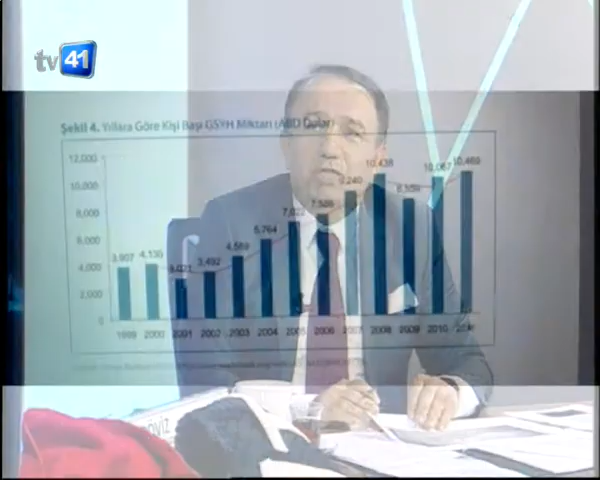 tv 41
Şekil 4. Yıllara Göre Kişi Başı GSYH Miktarı (ABD Doları)
12,000
10,000
8,000
6,000
4,000
2,000
0
3,907 4,130 3,021 3,492 4,559 5,764 7,022 7,586 9,240 10,438 8,559 10,067 10,469
1999 2000 2001 2002 2003 2004 2005 2006 2007 2008 2009 2010 2011
DVİZ